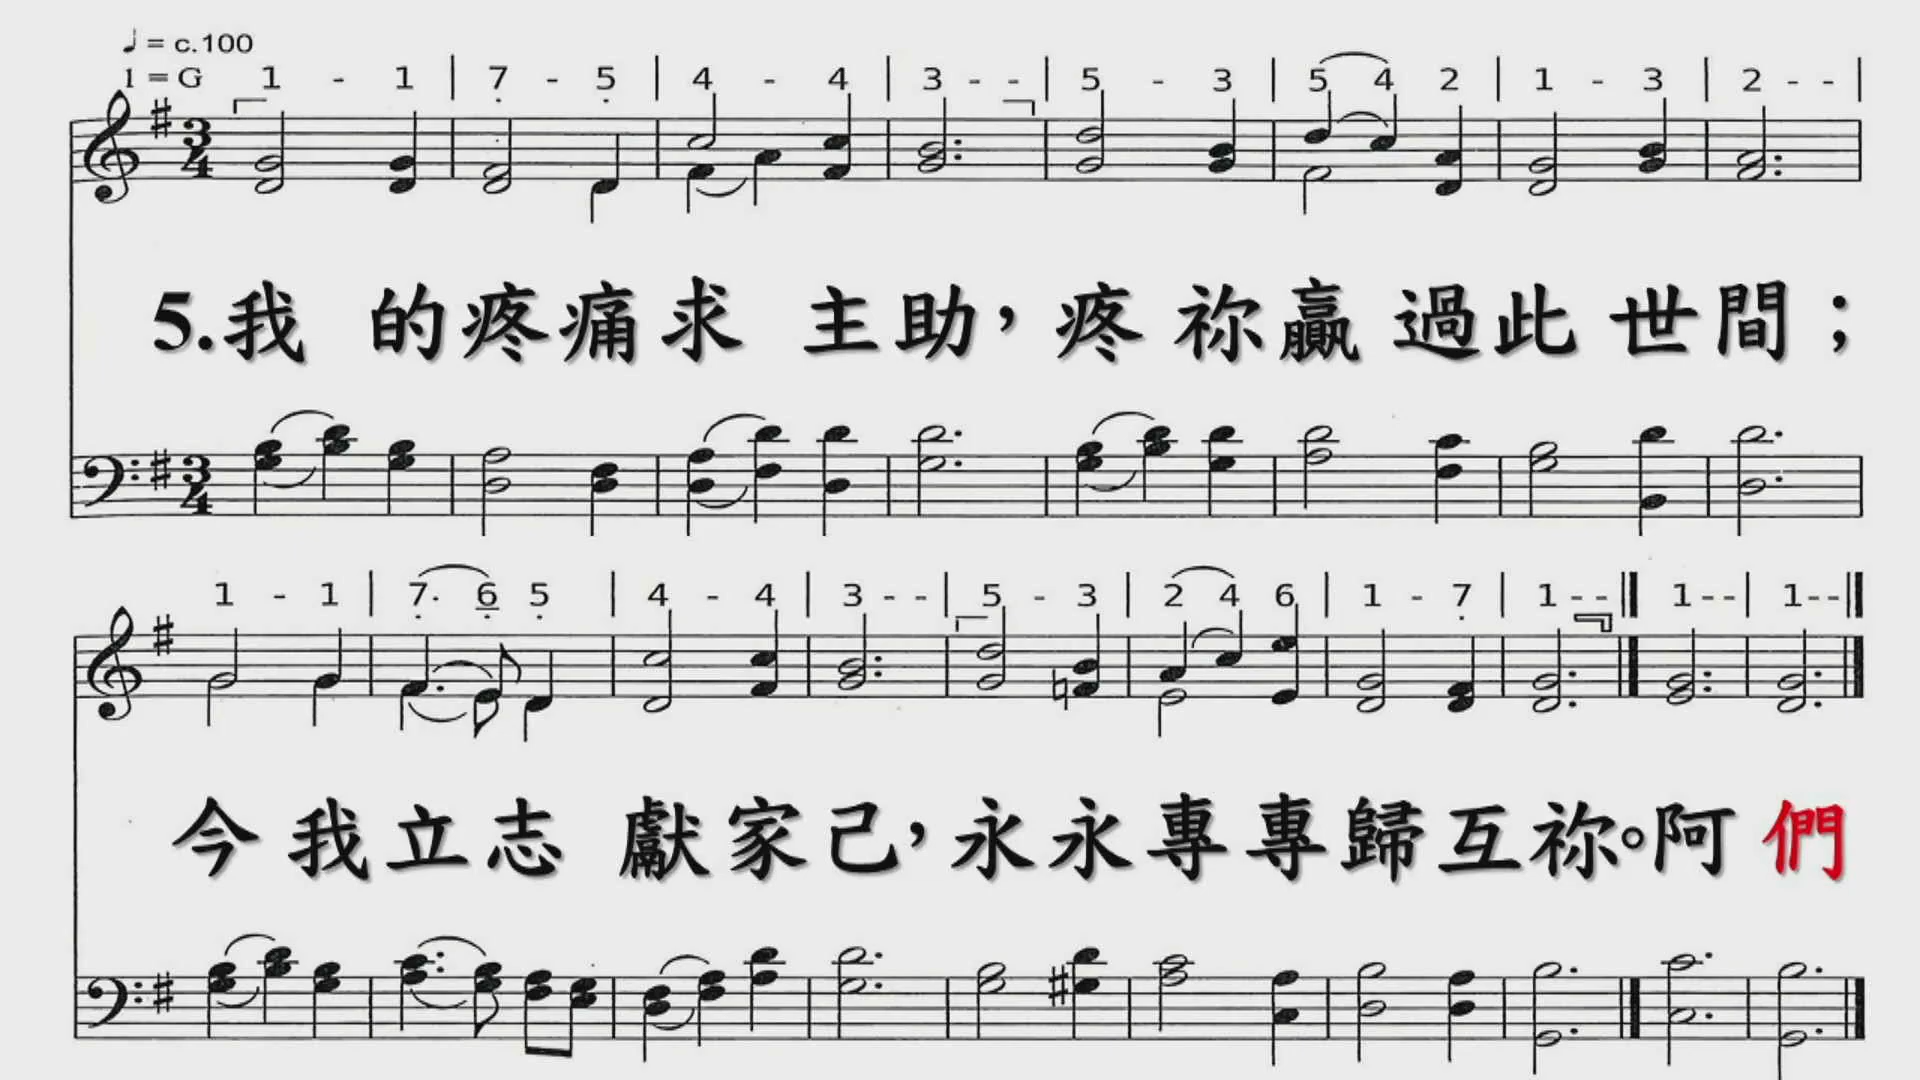 ♩ = c.100
1 = G 1 - 1 | 7̣ - 5̣ | 4 - 4 | 3 - - | 5 - 3 | 5 4 2 | 1 - 3 | 2 - - |
5.我的疼痛求主助，疼祢贏過此世間；
1 - 1 | 7̣· 6̣ 5̣ | 4 - 4 | 3 - - | 5 - 3 | 2 4 6 | 1 - 7̣ | 1 - - || 1 - - | 1 - - ||
今我立志獻家己，永永專專歸互祢。阿們